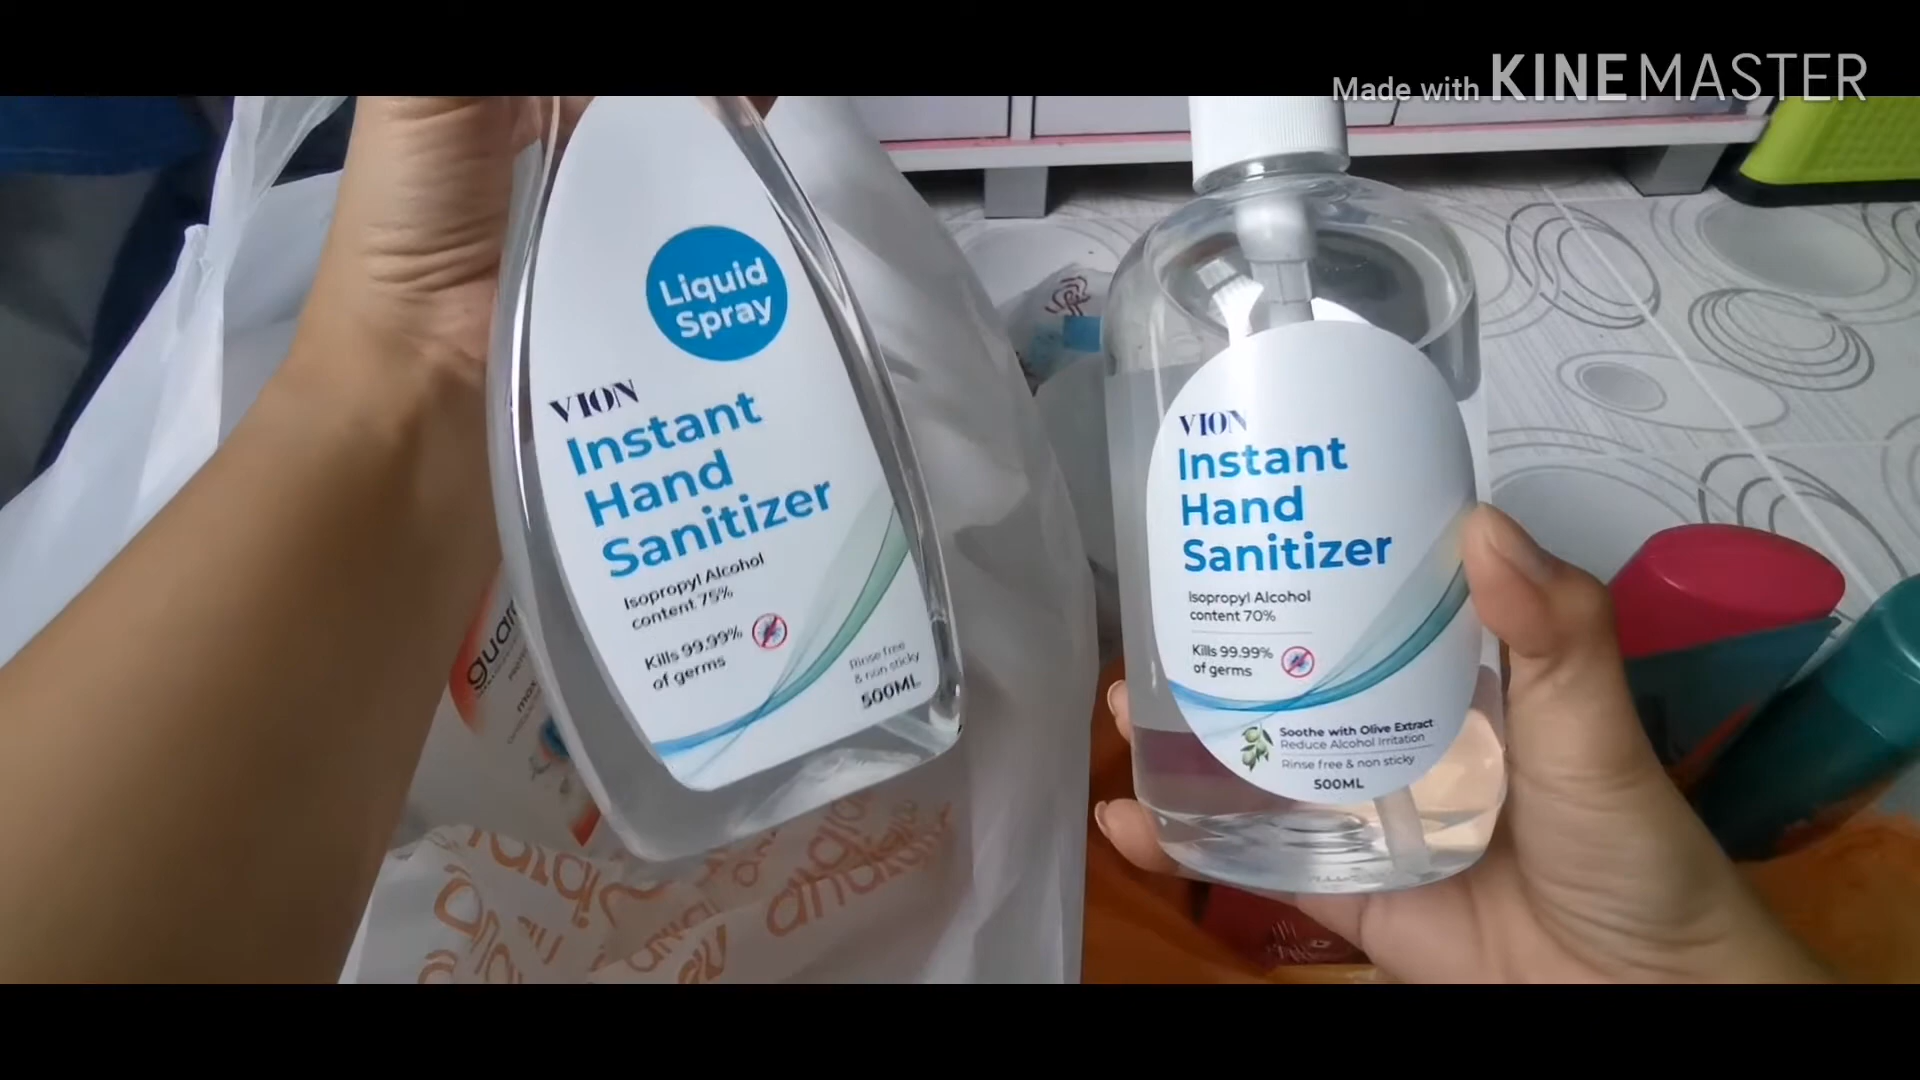 Made with KINEMASTER
Liquid
Spray
VION
Instant
Hand
Sanitizer
Isopropyl Alcohol
content 75%
Kills 99.99%
of germs
Rinse free
& non sticky
500ML
VION
Instant
Hand
Sanitizer
Isopropyl Alcohol
content 70%
Kills 99.99%
of germs
Soothe with Olive Extract
Reduce Alcohol Irritation
Rinse free & non sticky
500ML